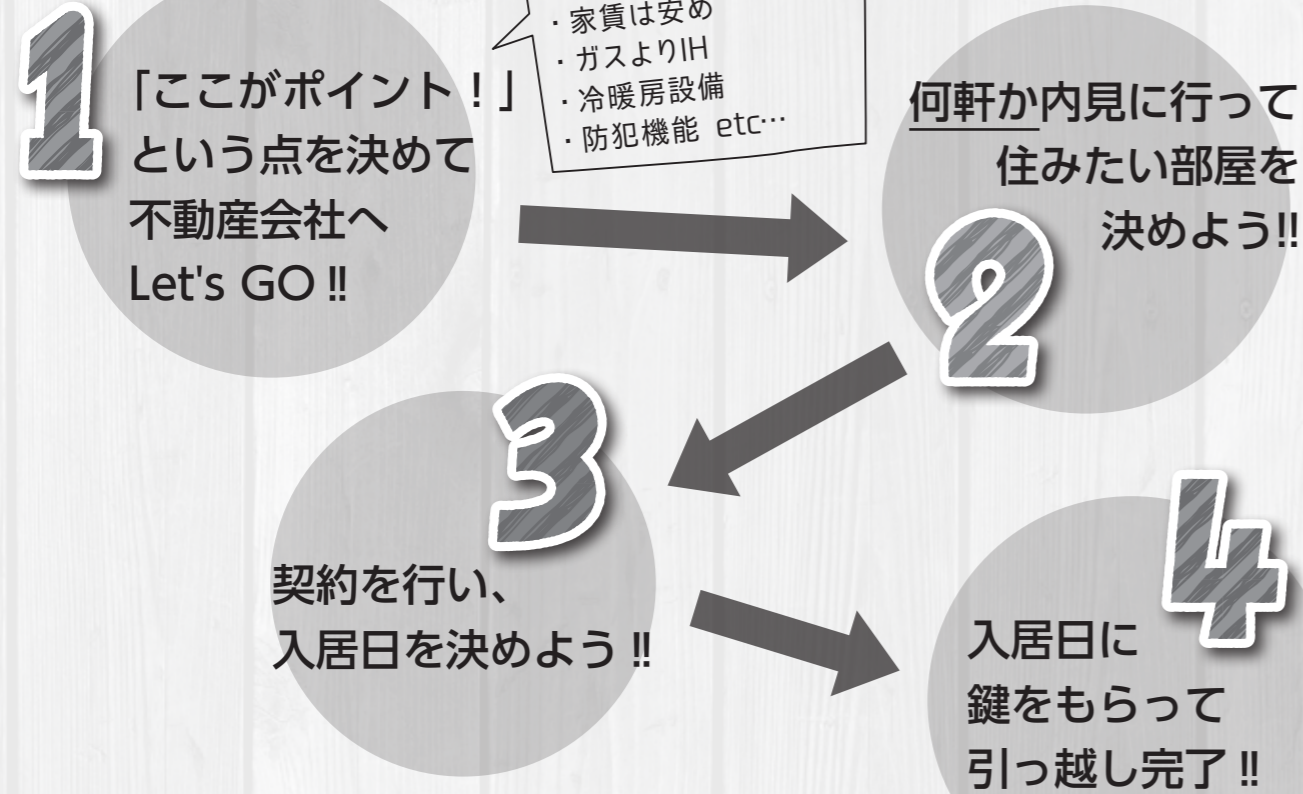 1
「ここがポイント！」
という点を決めて
不動産会社へ
Let's GO !!
・家賃は安め
・ガスよりIH
・冷暖房設備
・防犯機能 etc…
2
何軒か内見に行って
住みたい部屋を
決めよう!!
3
契約を行い、
入居日を決めよう !!
4
入居日に
鍵をもらって
引っ越し完了 !!